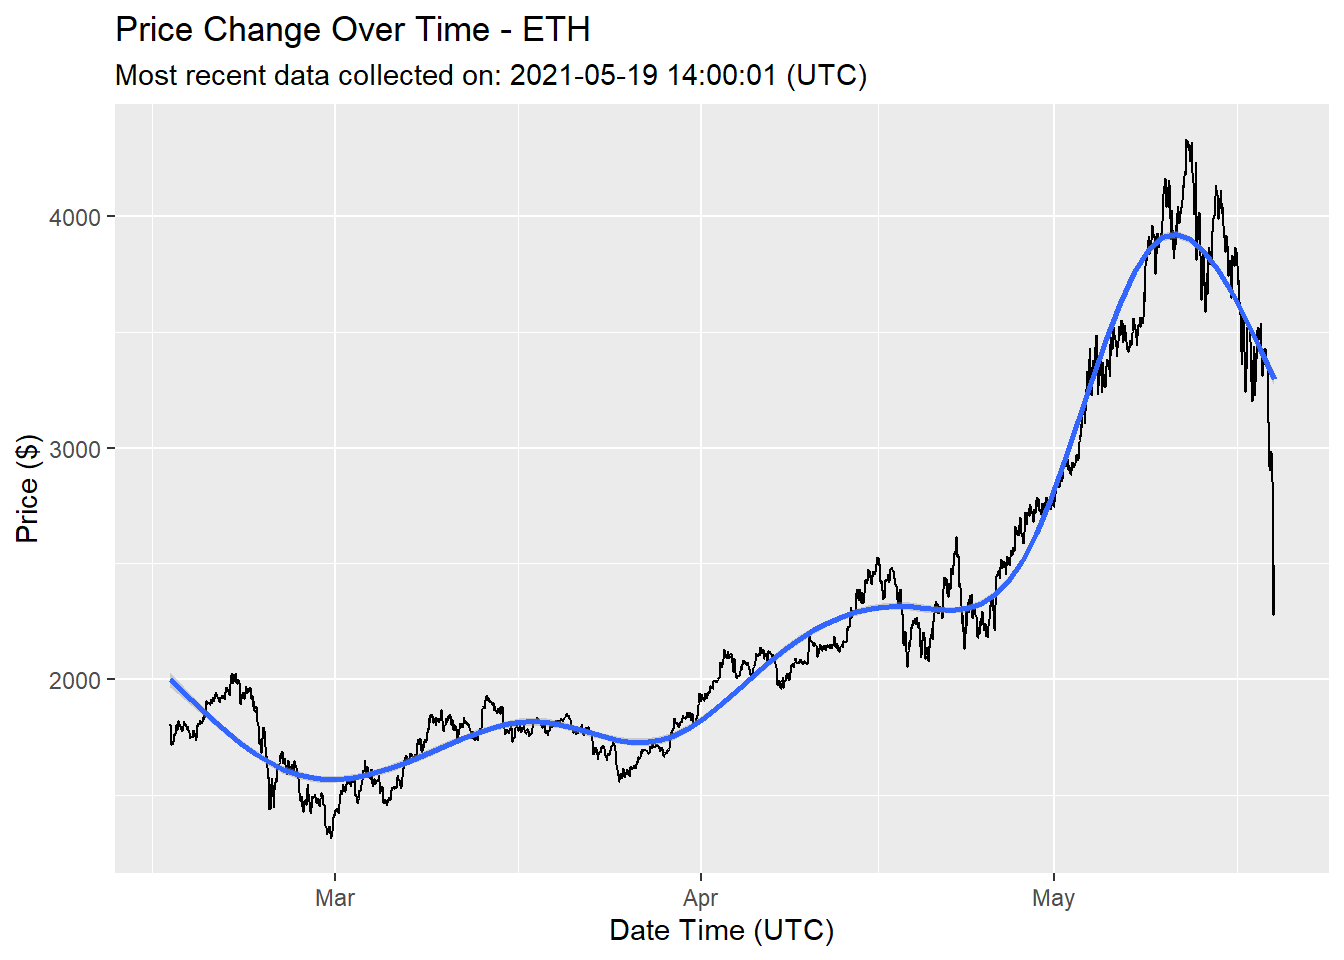 Price Change Over Time - ETH
Most recent data collected on: 2021-05-19 14:00:01 (UTC)
4000
3000
2000
Price ($)
Mar
Apr
May
Date Time (UTC)